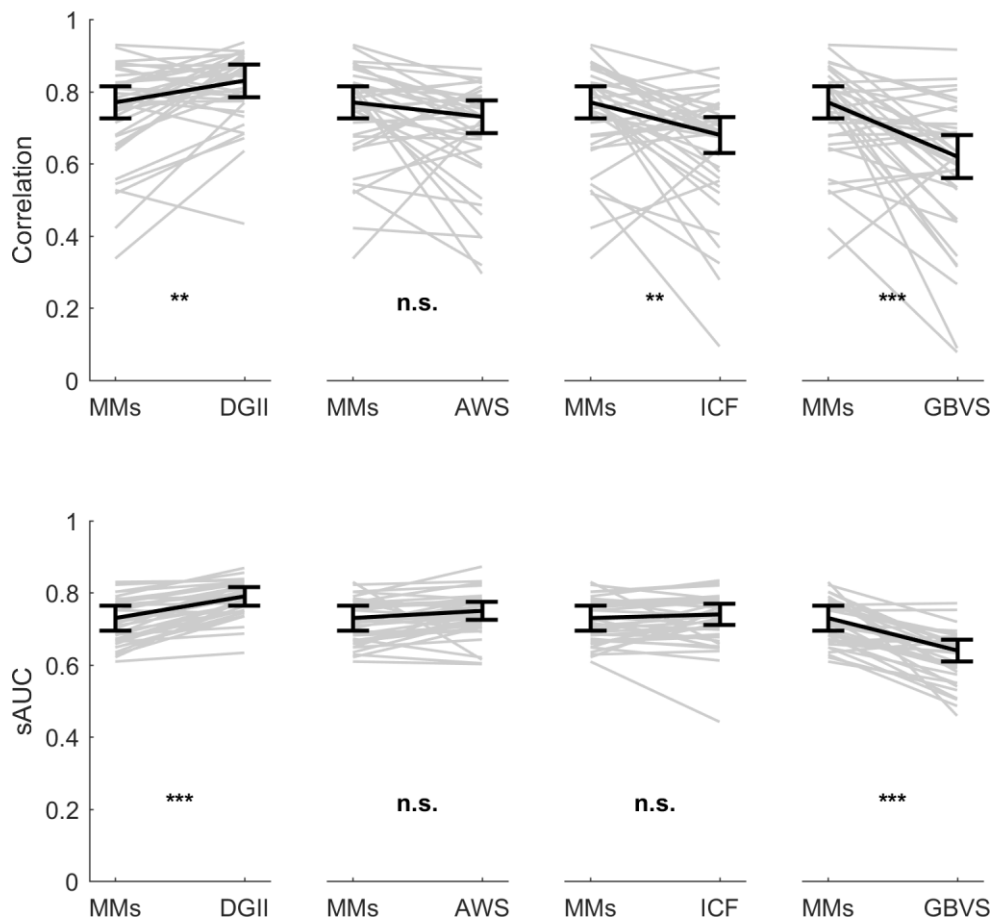 Correlation
1
0.8
0.6
0.4
0.2
0
** n.s. ** ***
MMs DGII MMs AWS MMs ICF MMs GBVS
sAUC
1
0.8
0.6
0.4
0.2
0
*** n.s. n.s. ***
MMs DGII MMs AWS MMs ICF MMs GBVS